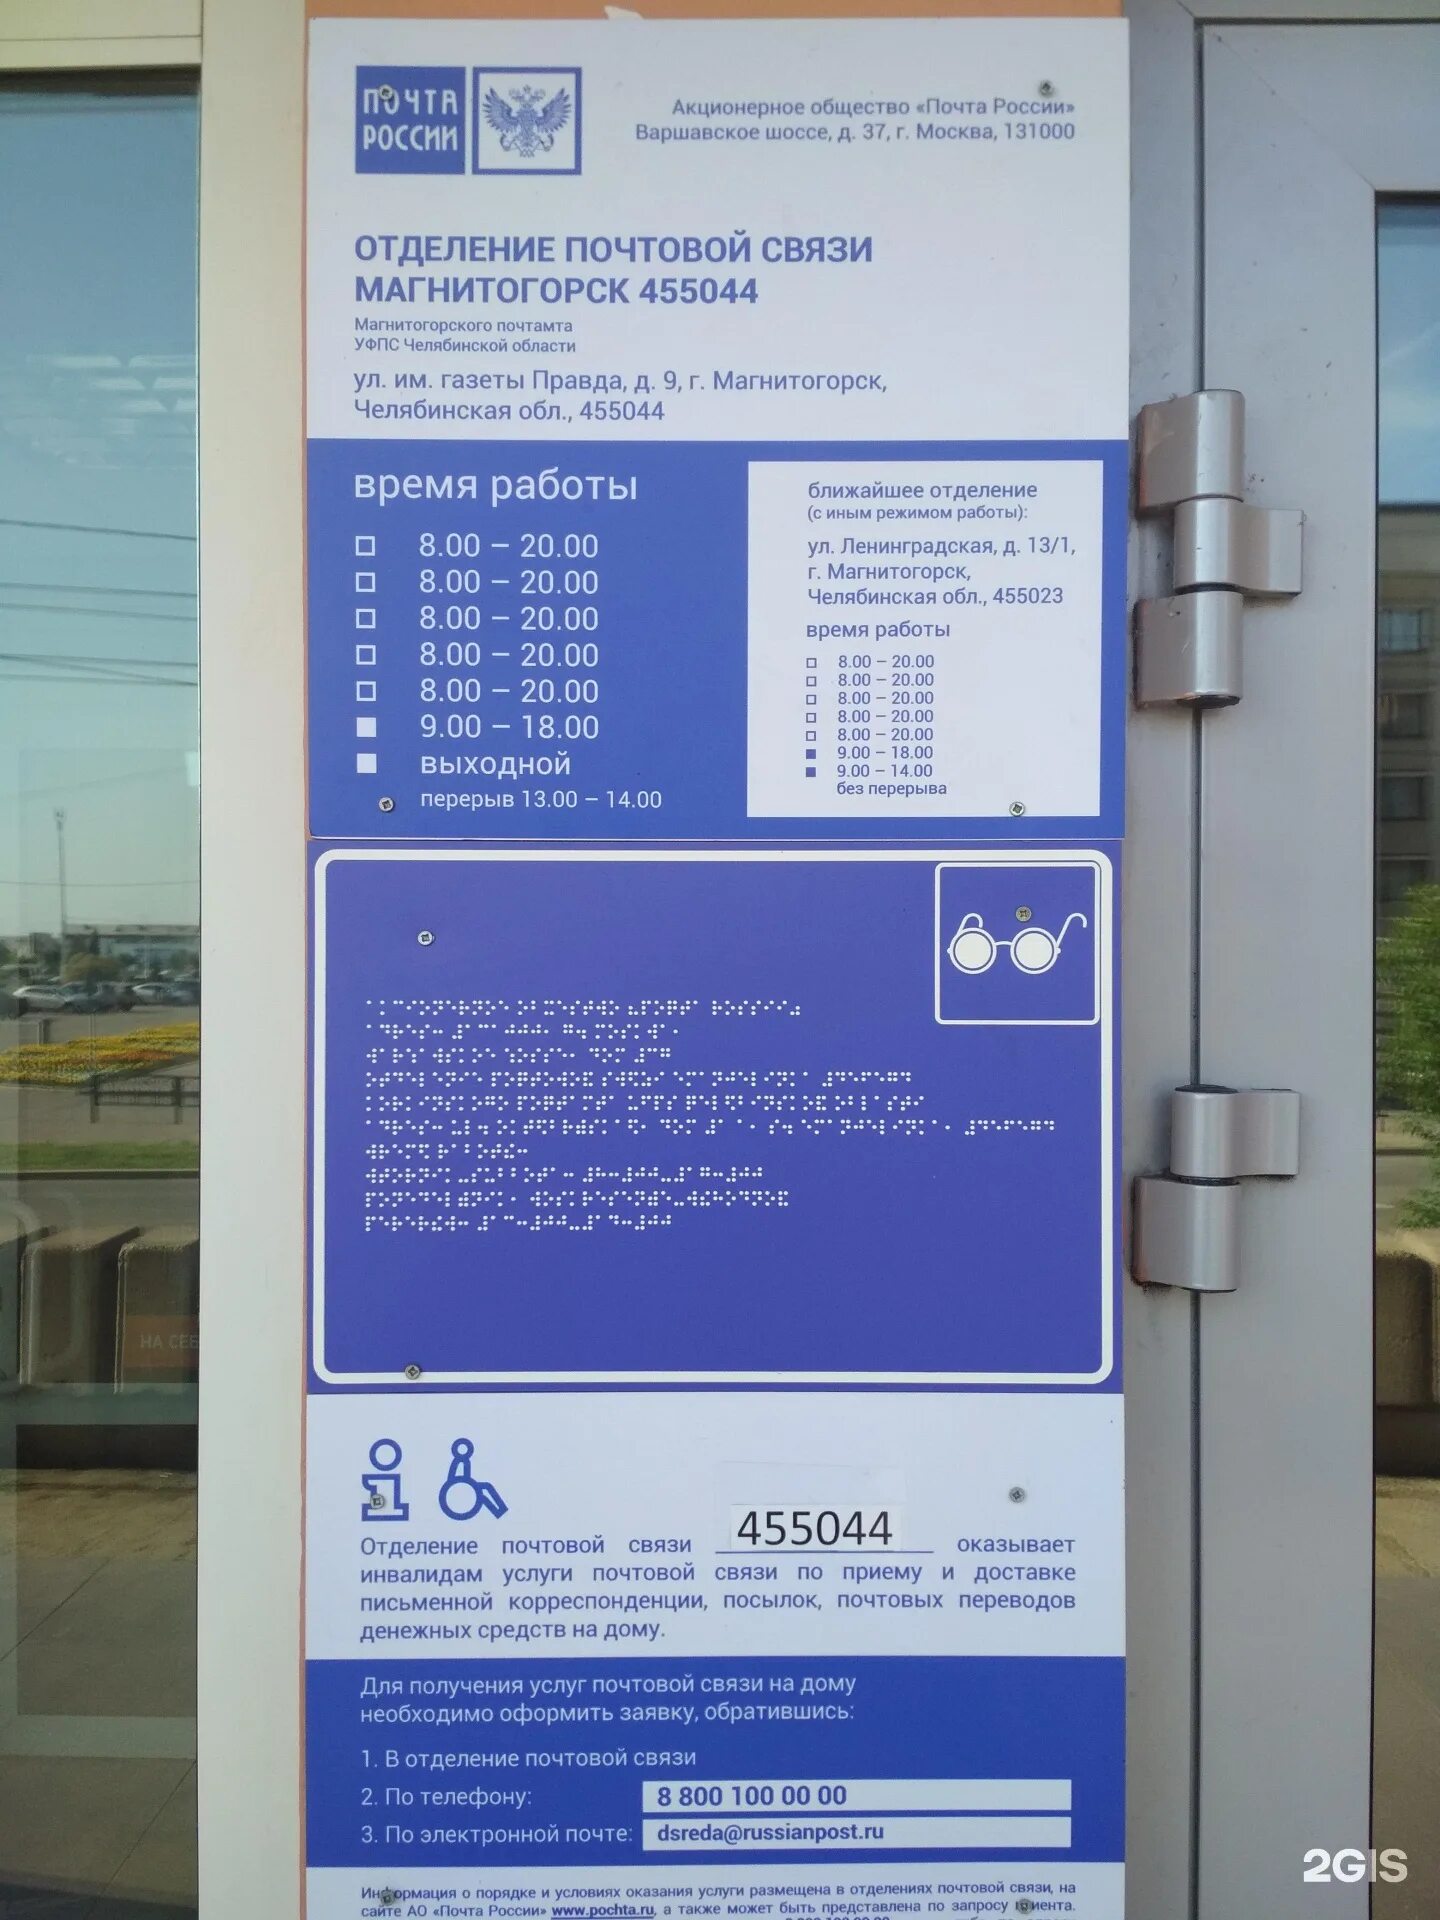 ПОЧТА
РОССИИ
Акционерное общество «Почта России»
Варшавское шоссе, д. 37, г. Москва, 131000
ОТДЕЛЕНИЕ ПОЧТОВОЙ СВЯЗИ
МАГНИТОГОРСК 455044
Магнитогорского почтамта
УФПС Челябинской области
ул. им. газеты Правда, д. 9, г. Магнитогорск,
Челябинская обл., 455044
время работы
8.00 – 20.00
8.00 – 20.00
8.00 – 20.00
8.00 – 20.00
8.00 – 20.00
9.00 – 18.00
выходной
перерыв 13.00 – 14.00
ближайшее отделение
(с иным режимом работы):
ул. Ленинградская, д. 13/1,
г. Магнитогорск,
Челябинская обл., 455023
время работы
8.00 – 20.00
8.00 – 20.00
8.00 – 20.00
8.00 – 20.00
8.00 – 20.00
9.00 – 18.00
9.00 – 14.00
без перерыва
Отделение почтовой связи 455044 оказывает
инвалидам услуги почтовой связи по приему и доставке
письменной корреспонденции, посылок, почтовых переводов
денежных средств на дому.
Для получения услуг почтовой связи на дому
необходимо оформить заявку, обратившись:
1. В отделение почтовой связи
2. По телефону: 8 800 100 00 00
3. По электронной почте: dsreda@russianpost.ru
Информация о порядке и условиях оказания услуги размещена в отделениях почтовой связи, на
сайте АО «Почта России» www.pochta.ru, а также может быть представлена по запросу клиента.
НА СЕБ
2GIS